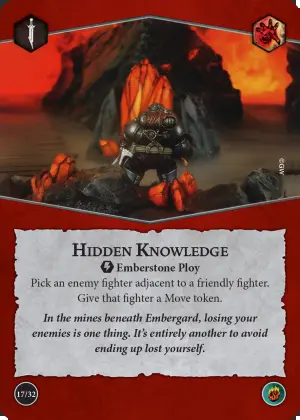 ©GW
HIDDEN KNOWLEDGE
Emberstone Ploy
Pick an enemy fighter adjacent to a friendly fighter.
Give that fighter a Move token.
In the mines beneath Embergard, losing your
enemies is one thing. It's entirely another to avoid
ending up lost yourself.
17/32